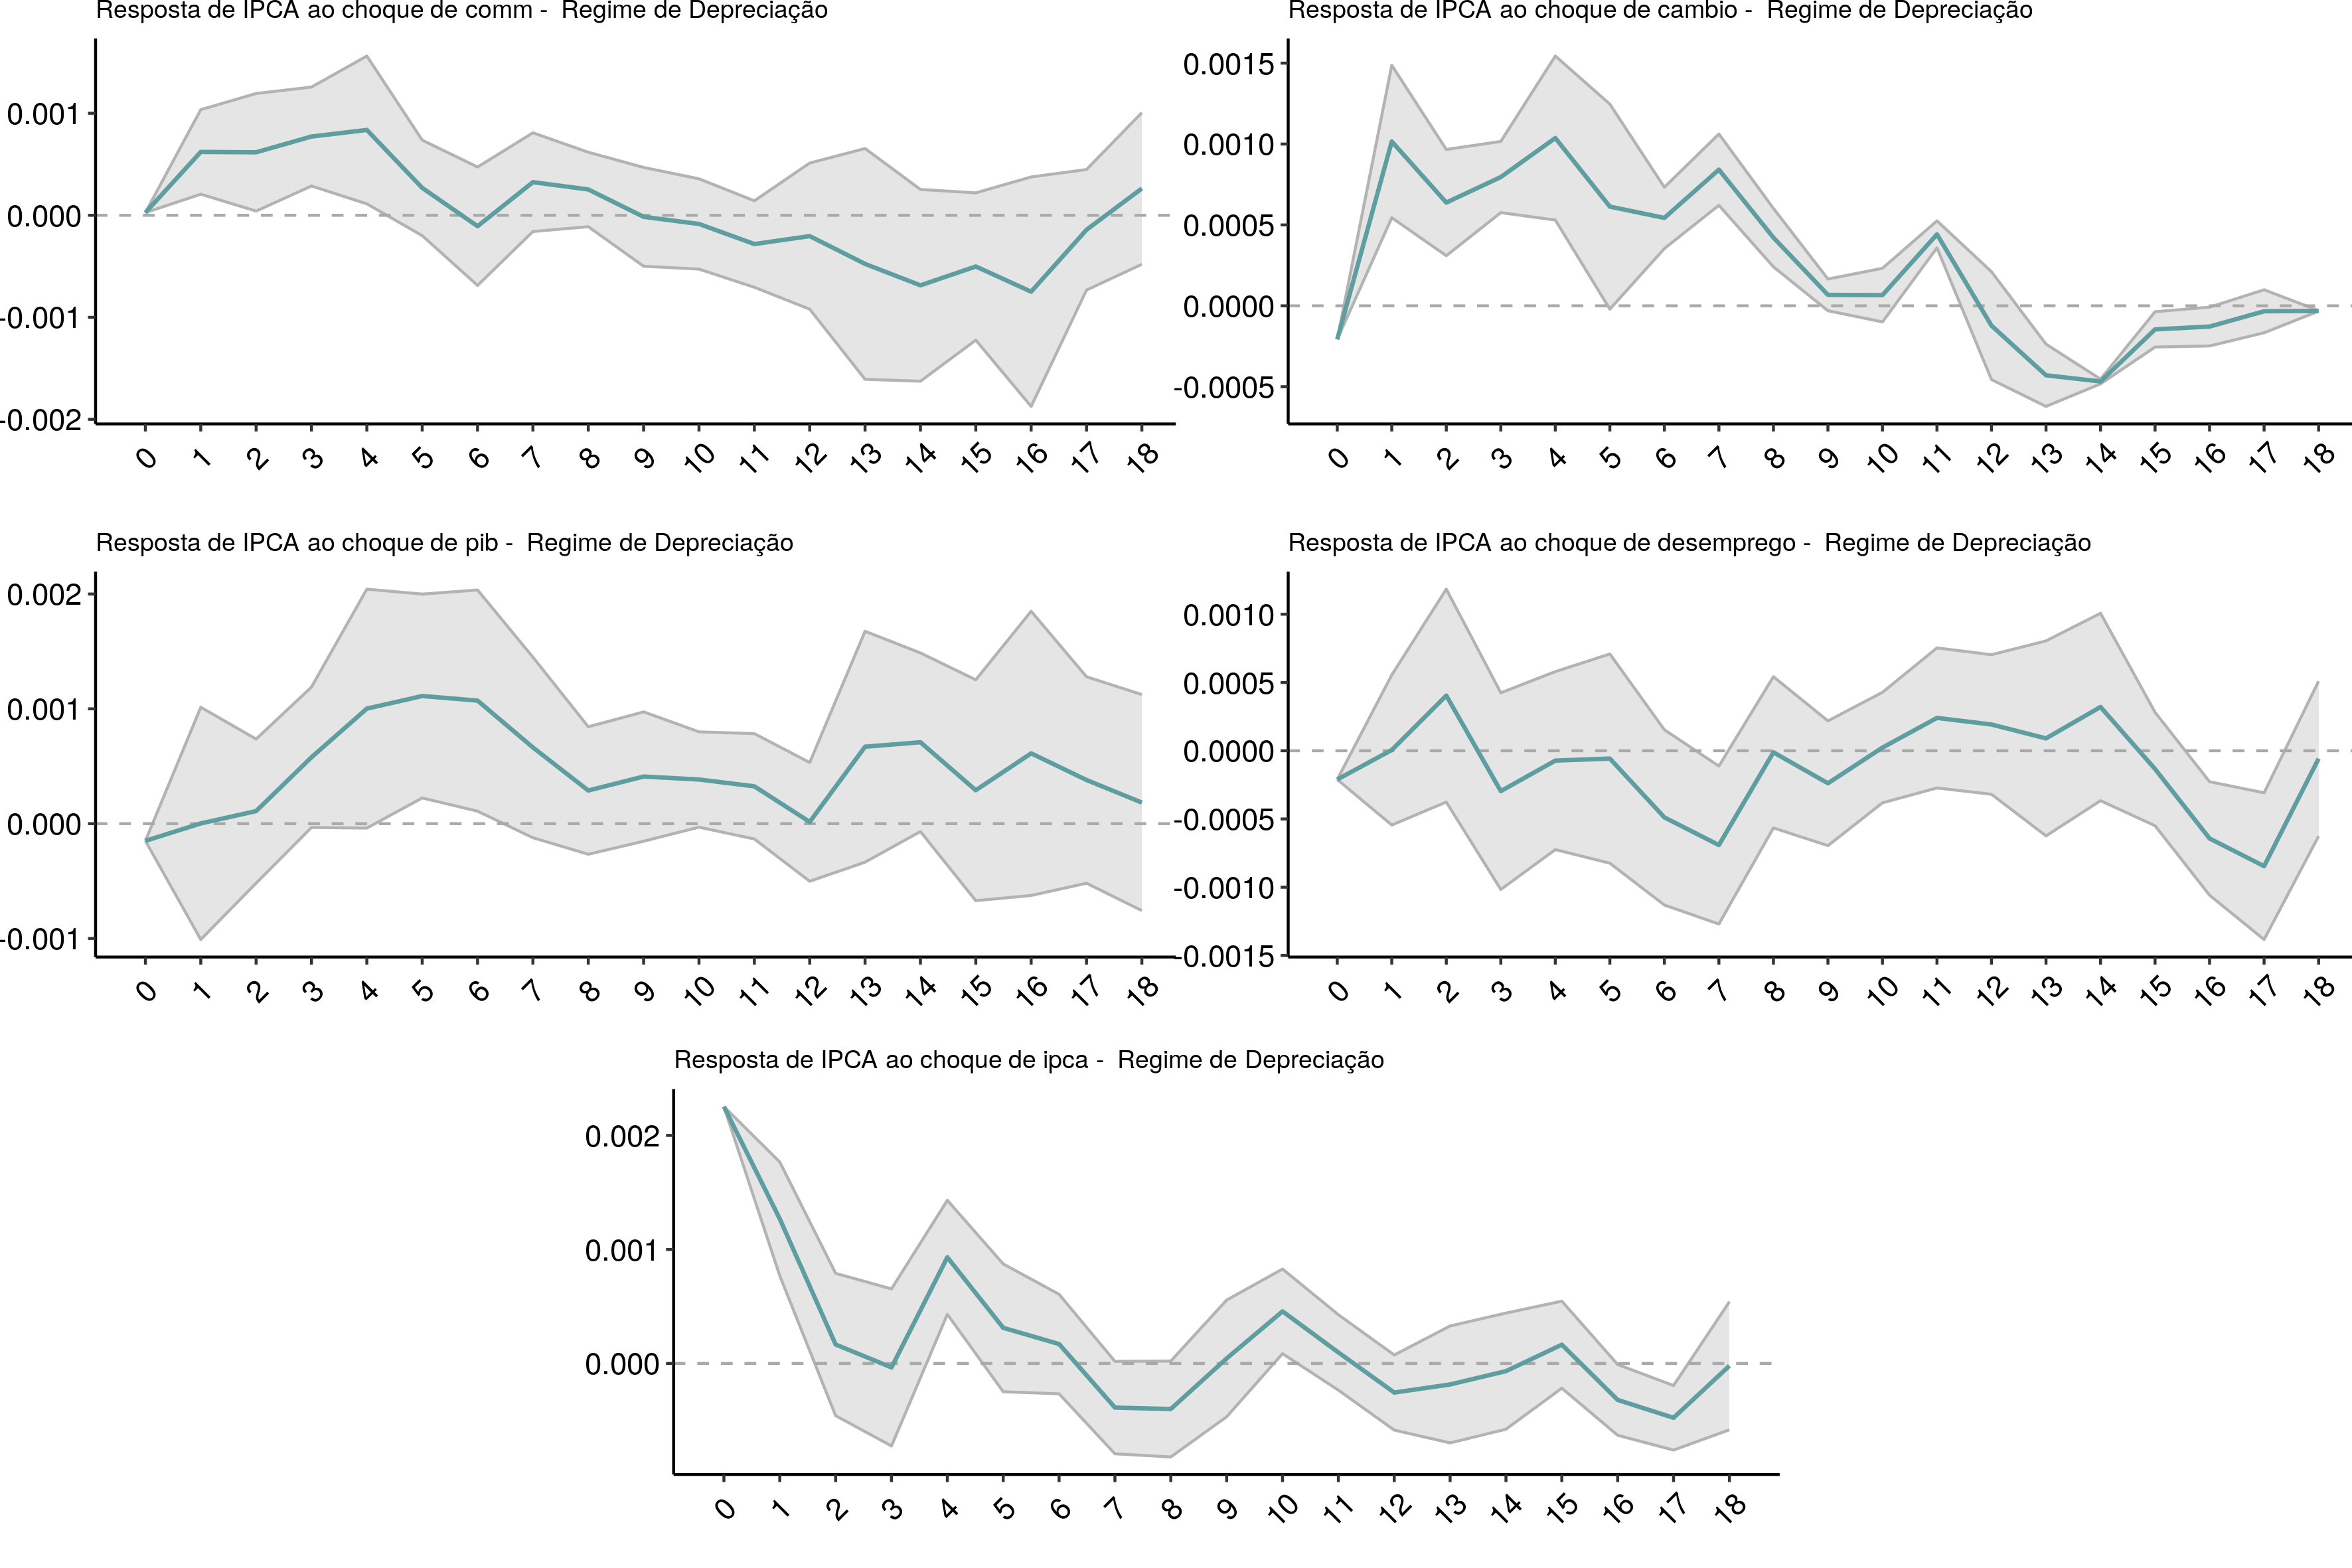 Resposta de IPCA ao choque de comm -  Regime de Depreciação
0.001
0.000
-0.001
-0.002
0 1 2 3 4 5 6 7 8 9 10 11 12 13 14 15 16 17 18
Resposta de IPCA ao choque de cambio -  Regime de Depreciação
0.0015
0.0010
0.0005
0.0000
-0.0005
0 1 2 3 4 5 6 7 8 9 10 11 12 13 14 15 16 17 18
Resposta de IPCA ao choque de pib -  Regime de Depreciação
0.002
0.001
0.000
-0.001
0 1 2 3 4 5 6 7 8 9 10 11 12 13 14 15 16 17 18
Resposta de IPCA ao choque de desemprego -  Regime de Depreciação
0.0010
0.0005
0.0000
-0.0005
-0.0010
-0.0015
0 1 2 3 4 5 6 7 8 9 10 11 12 13 14 15 16 17 18
Resposta de IPCA ao choque de ipca -  Regime de Depreciação
0.002
0.001
0.000
0 1 2 3 4 5 6 7 8 9 10 11 12 13 14 15 16 17 18